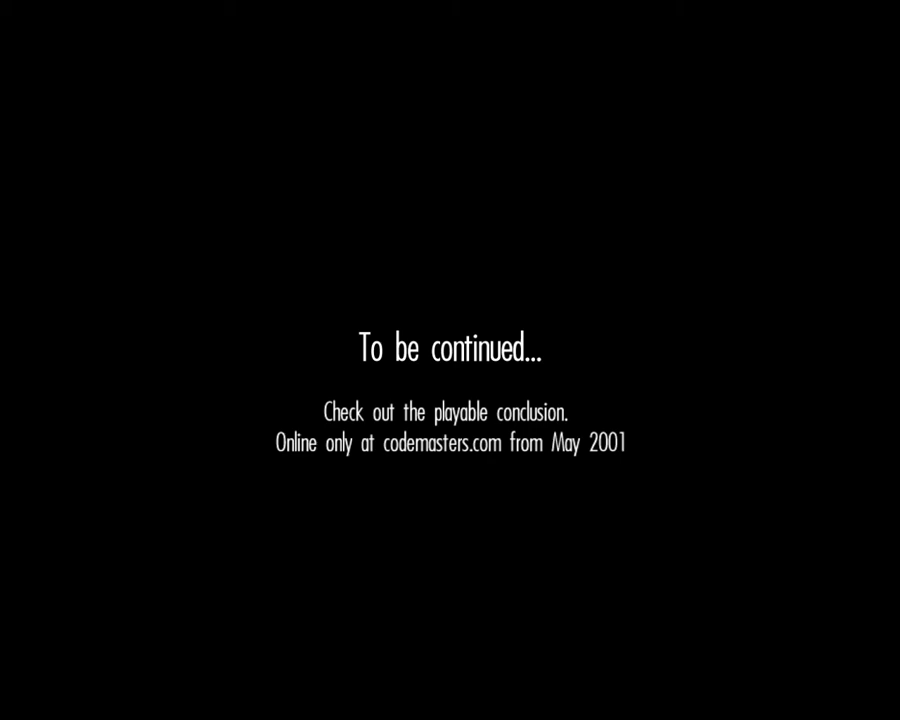 To be continued...
Check out the playable conclusion.
Online only at codemasters.com from May 2001